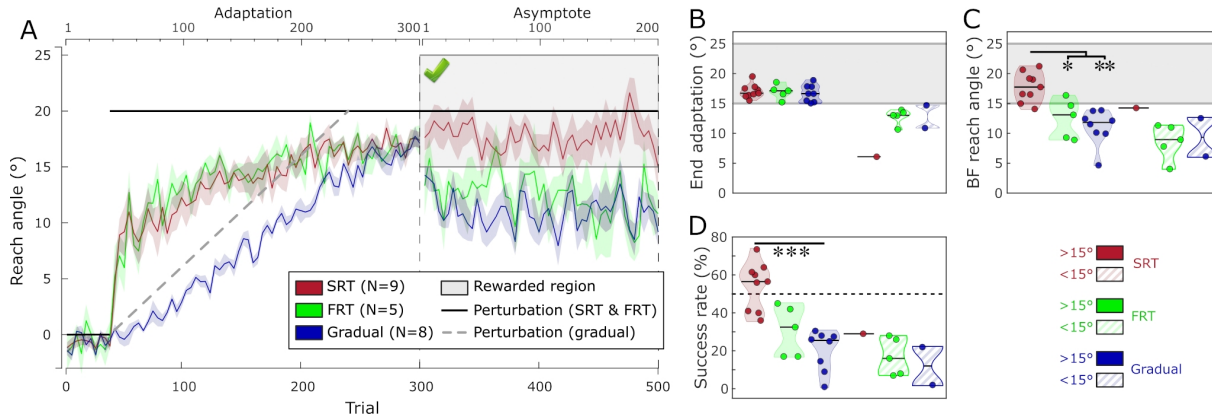 A
Adaptation
Asymptote
1 100 200 300 1 100 200
Reach angle (°)
25
20
15
10
5
0
0 100 200 300 400 500
Trial
SRT (N=9)
FRT (N=5)
Gradual (N=8)
Rewarded region
Perturbation (SRT & FRT)
Perturbation (gradual)
B
End adaptation (°)
25
20
15
10
5
0
C
BF reach angle (°)
25
20
15
10
5
0
* **
D
Success rate (%)
80
60
40
20
0
***
>15°
<15°
SRT
>15°
<15°
FRT
>15°
<15°
Gradual